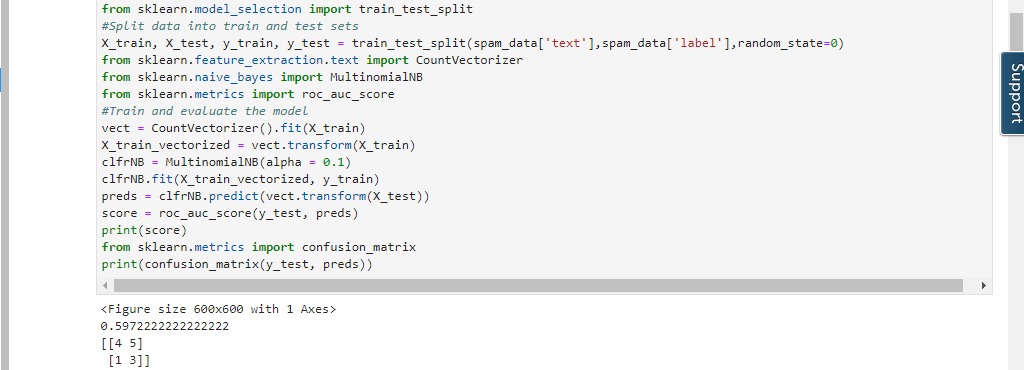 from sklearn.model_selection import train_test_split
#Split data into train and test sets
X_train, X_test, y_train, y_test = train_test_split(spam_data['text'],spam_data['label'],random_state=0)
from sklearn.feature_extraction.text import CountVectorizer
from sklearn.naive_bayes import MultinomialNB
from sklearn.metrics import roc_auc_score
#Train and evaluate the model
vect = CountVectorizer().fit(X_train)
X_train_vectorized = vect.transform(X_train)
clfrNB = MultinomialNB(alpha = 0.1)
clfrNB.fit(X_train_vectorized, y_train)
preds = clfrNB.predict(vect.transform(X_test))
score = roc_auc_score(y_test, preds)
print(score)
from sklearn.metrics import confusion_matrix
print(confusion_matrix(y_test, preds))
<Figure size 600x600 with 1 Axes>
0.5972222222222222
[[4 5]
 [1 3]]
Support